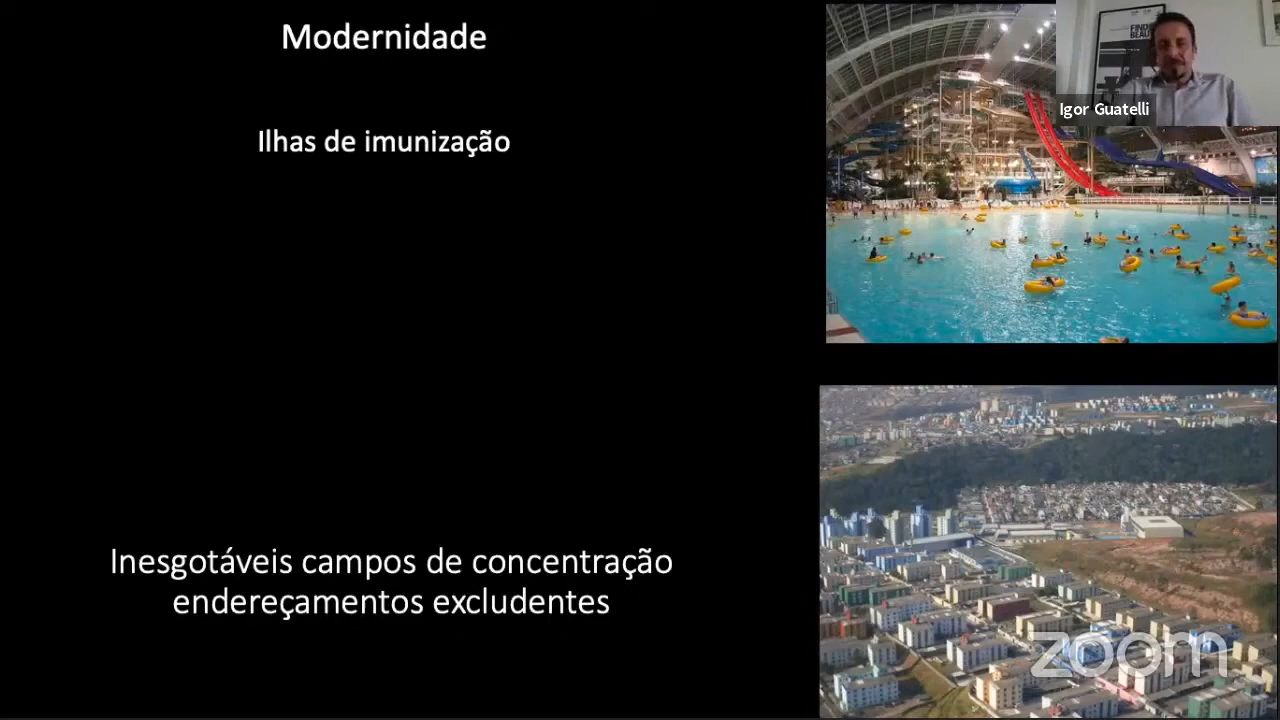 Modernidade
Ilhas de imunização
Igor Guatelli
Inesgotáveis campos de concentração
endereçamentos excludentes
zoom